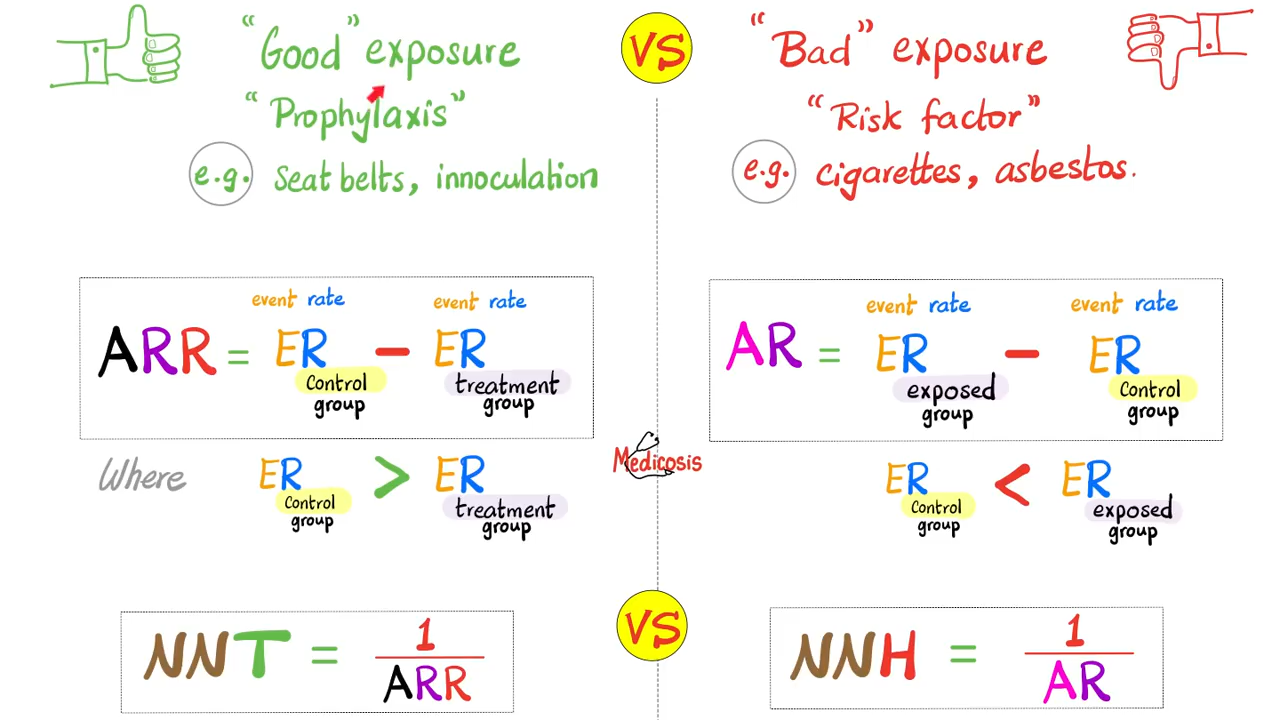 "Good" exposure
"Prophylaxis"
e.g. Seat belts, innoculation
event rate event rate
ARR = ER - ER
Control group treatment group
Where ER > ER
Control group treatment group
NNT = 1
ARR
VS
Medicosis
VS
"Bad" exposure
"Risk factor"
e.g. cigarettes, asbestos.
event rate event rate
AR = ER - ER
exposed group Control group
ER < ER
Control group exposed group
NNH = 1
AR